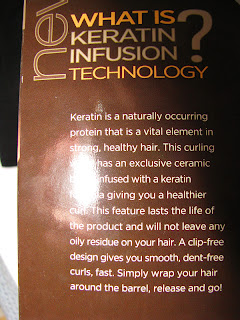 new
WHAT IS
KERATIN
INFUSION
TECHNOLOGY
?
Keratin is a naturally occurring
protein that is a vital element in
strong, healthy hair. This curling
has an exclusive ceramic
infused with a keratin
giving you a healthier
curl. This feature lasts the life of
the product and will not leave any
oily residue on your hair. A clip-free
design gives you smooth, dent-free
curls, fast. Simply wrap your hair
around the barrel, release and go!